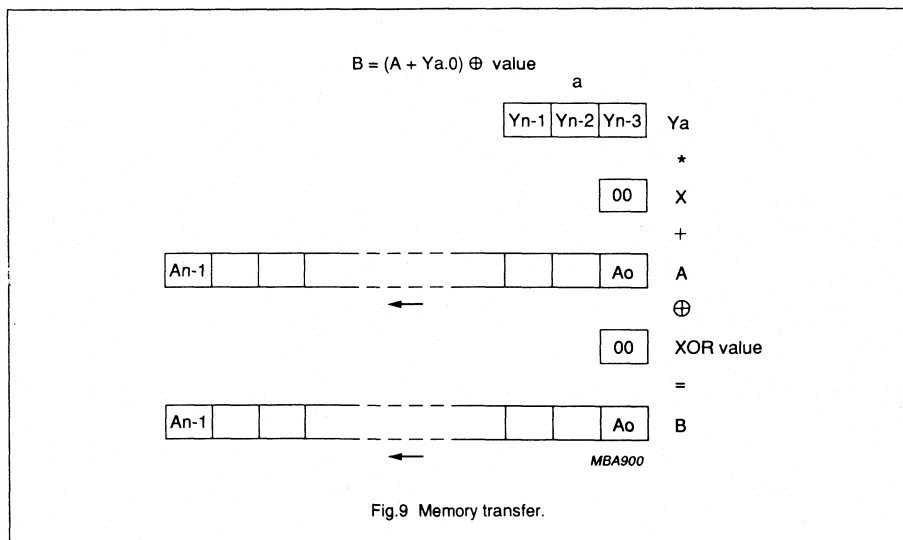 B = (A + Ya.0) ⊕ value
a
Yn-1 Yn-2 Yn-3 Ya
*
00 X
+
An-1 Ao A
⊕
00 XOR value
=
An-1 Ao B
MBA900
Fig.9 Memory transfer.